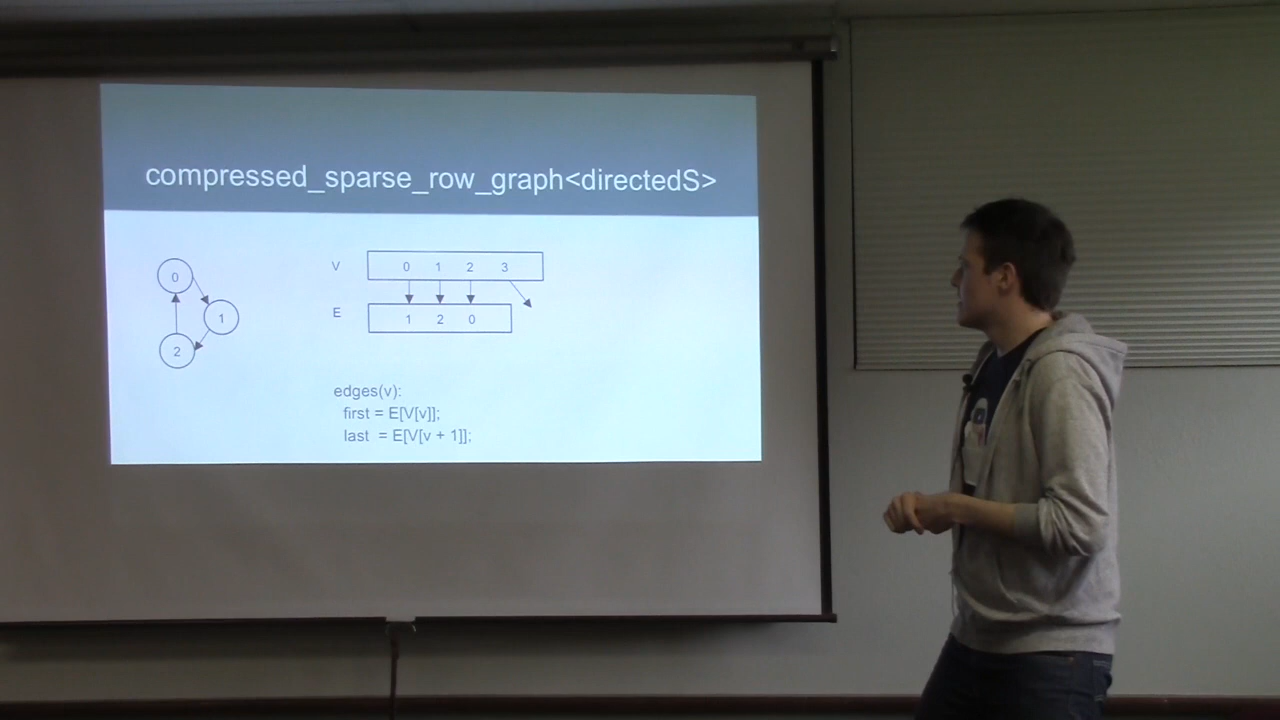 compressed_sparse_row_graph<directedS>
0
1
2
V 0 1 2 3
E 1 2 0
edges(v):
first = E[V[v]];
last = E[V[v + 1]];